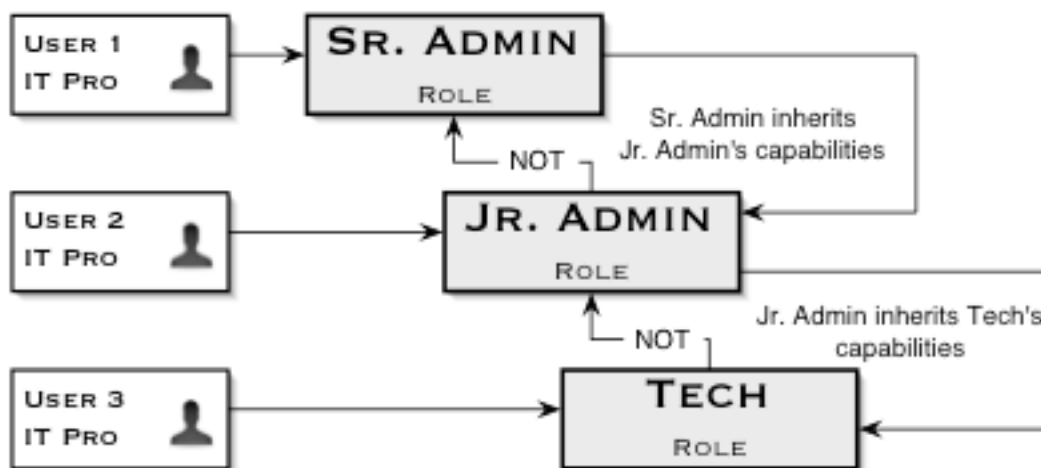 USER 1
IT PRO
SR. ADMIN
ROLE
Sr. Admin inherits
Jr. Admin's capabilities
NOT
USER 2
IT PRO
JR. ADMIN
ROLE
Jr. Admin inherits Tech's
capabilities
NOT
USER 3
IT PRO
TECH
ROLE